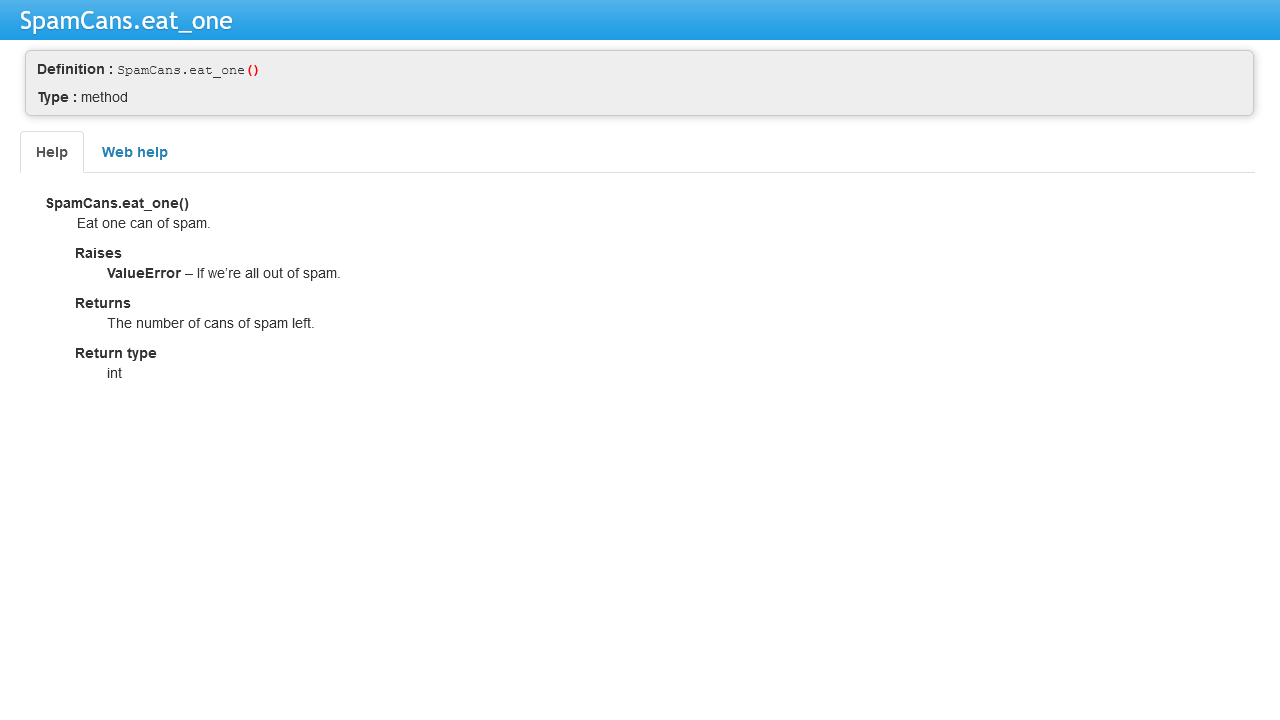 SpamCans.eat_one
Definition : SpamCans.eat_one()
Type : method
Help Web help
SpamCans.eat_one()
Eat one can of spam.
Raises
ValueError – If we’re all out of spam.
Returns
The number of cans of spam left.
Return type
int